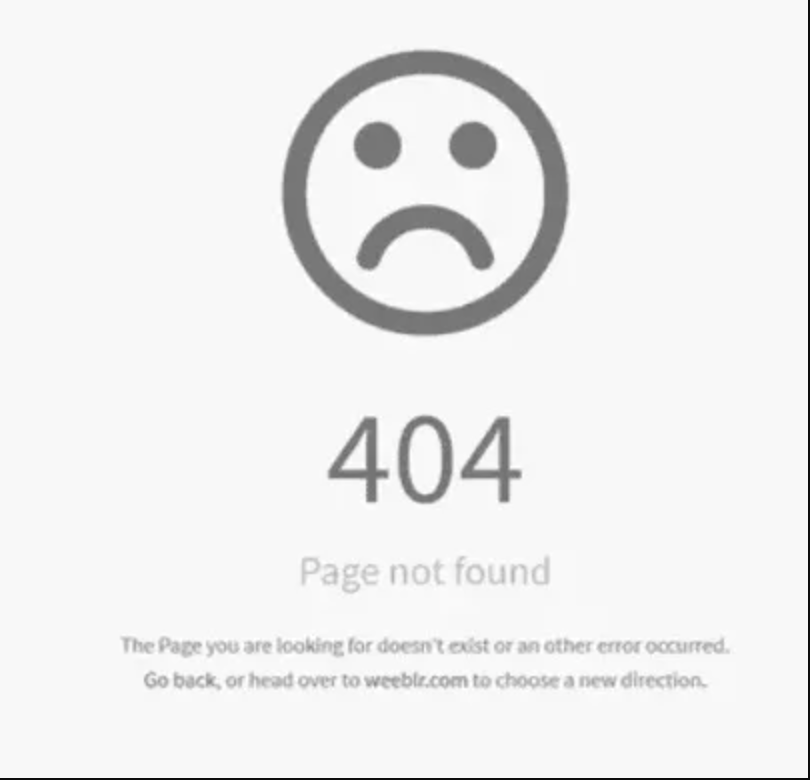 404
Page not found
The Page you are looking for doesn't exist or an other error occurred.
Go back, or head over to weeblr.com to choose a new direction.